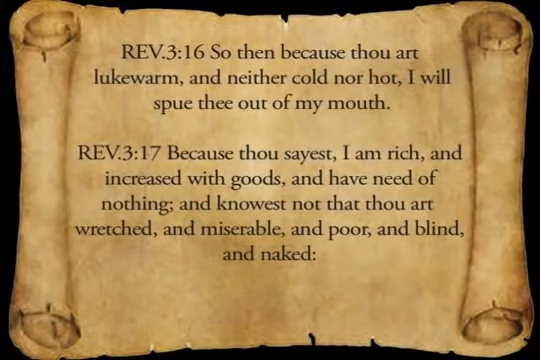 REV.3:16 So then because thou art
lukewarm, and neither cold nor hot, I will
spue thee out of my mouth.
REV.3:17 Because thou sayest, I am rich, and
increased with goods, and have need of
nothing; and knowest not that thou art
wretched, and miserable, and poor, and blind,
and naked: